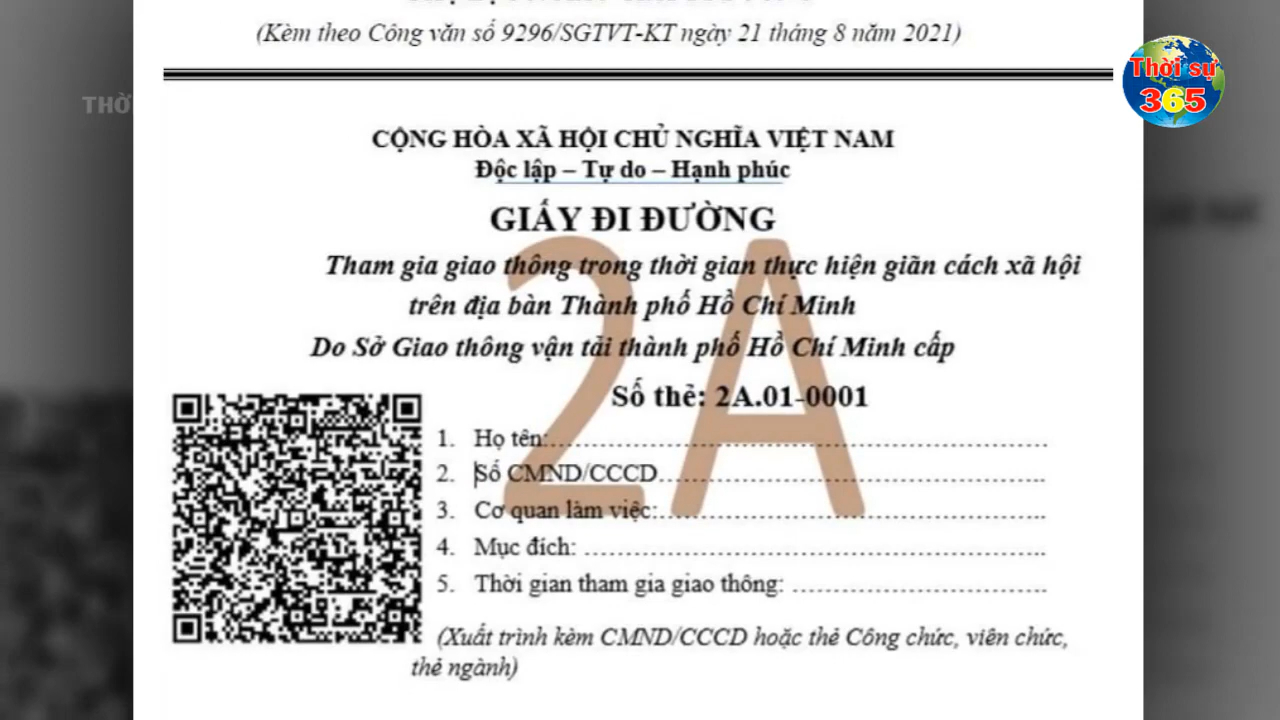 (Kèm theo Công văn số 9296/SGTVT-KT ngày 21 tháng 8 năm 2021)
Thời sự
365
THỜ
CỘNG HÒA XÃ HỘI CHỦ NGHĨA VIỆT NAM
Độc lập – Tự do – Hạnh phúc
GIẤY ĐI ĐƯỜNG
2A
Tham gia giao thông trong thời gian thực hiện giãn cách xã hội
trên địa bàn Thành phố Hồ Chí Minh
Do Sở Giao thông vận tải thành phố Hồ Chí Minh cấp
Số thẻ: 2A.01-0001
1. Họ tên:
2. Số CMND/CCCD
3. Cơ quan làm việc:
4. Mục đích:
5. Thời gian tham gia giao thông:
(Xuất trình kèm CMND/CCCD hoặc thẻ Công chức, viên chức,
thẻ ngành)